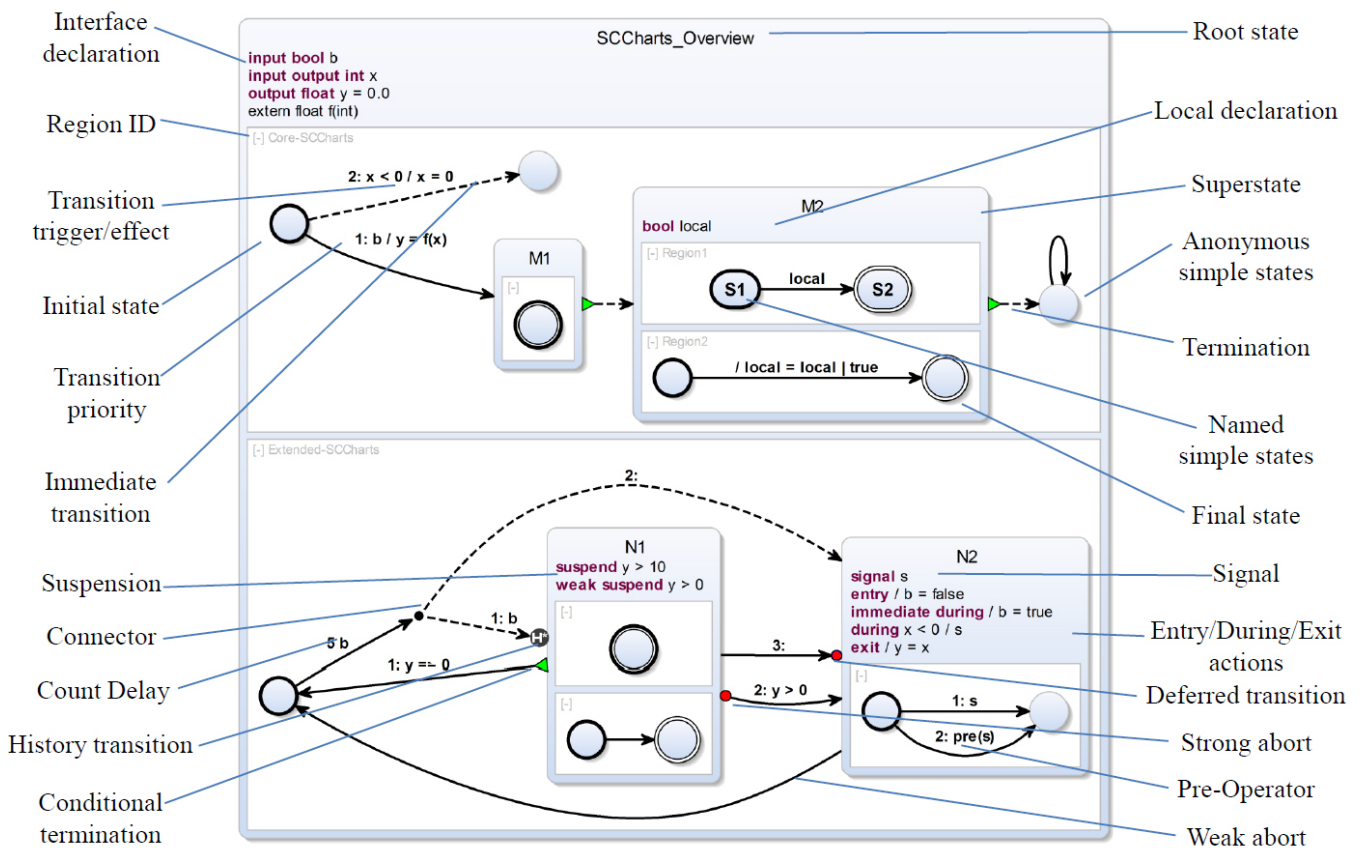 Interface
declaration
Region ID
Transition
trigger/effect
Initial state
Transition
priority
Immediate
transition
Suspension
Connector
Count Delay
History transition
Conditional
termination
SCCharts_Overview
input bool b
input output int x
output float y = 0.0
extern float f(int)
[-] Core-SCCharts
2: x < 0 / x = 0
1: b / y = f(x)
M1
[-]
M2
bool local
[-] Region1
S1
local
S2
[-] Region2
/ local = local | true
[-] Extended-SCCharts
2:
5 b
1: b
H*
1: y == 0
N1
suspend y > 10
weak suspend y > 0
[-]
[-]
3:
2: y > 0
N2
signal s
entry / b = false
immediate during / b = true
during x < 0 / s
exit / y = x
[-]
1: s
2: pre(s)
Root state
Local declaration
Superstate
Anonymous
simple states
Termination
Named
simple states
Final state
Signal
Entry/During/Exit
actions
Deferred transition
Strong abort
Pre-Operator
Weak abort